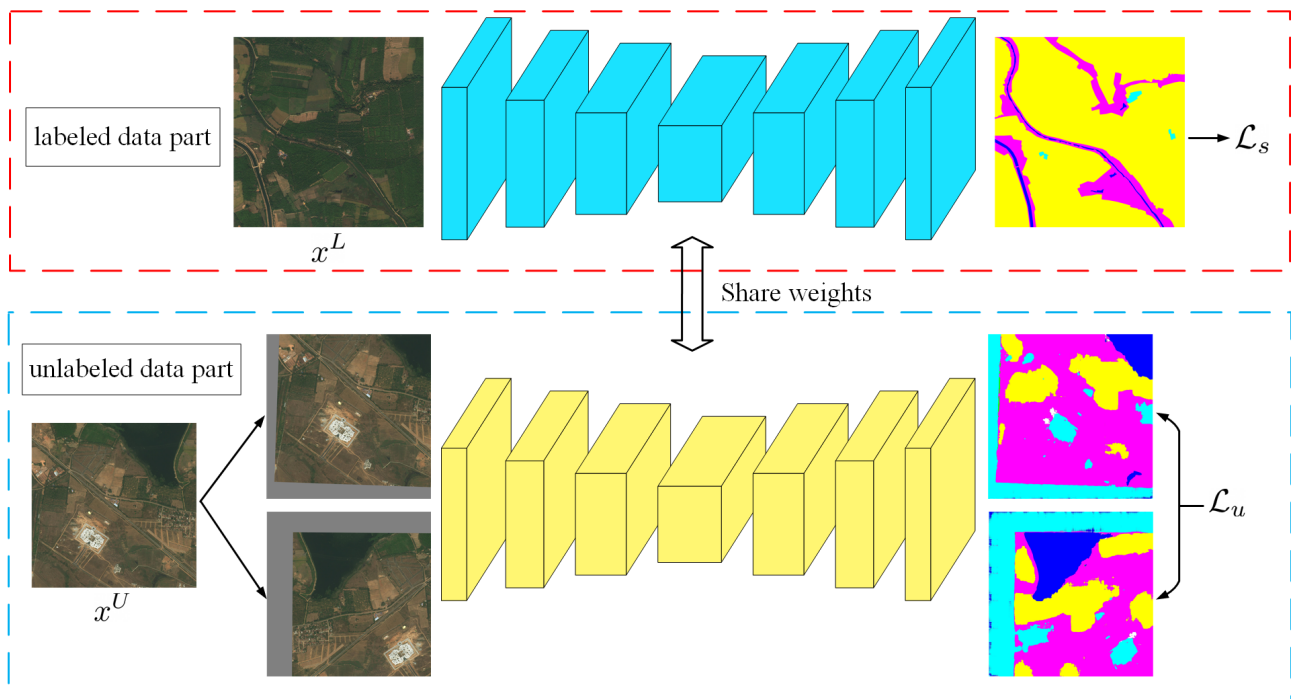 labeled data part
x^L
ℒ_s
Share weights
unlabeled data part
x^U
ℒ_u